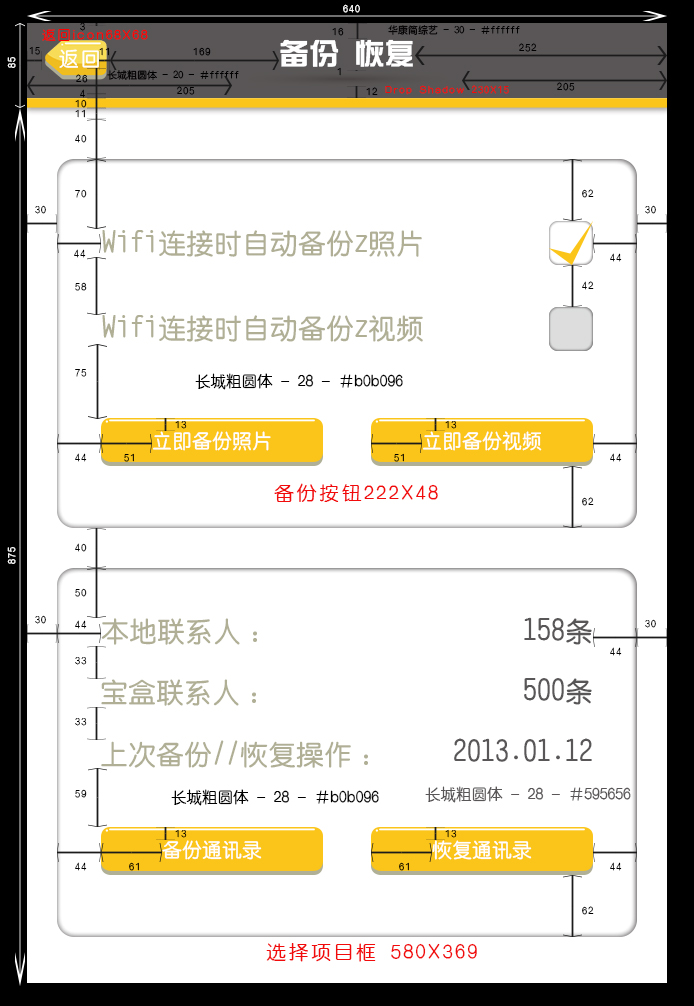 640
3
16
华康简综艺 - 30 - #ffffff
返回icon68X38
15
返回
11
169
备份 恢复
252
85
长城粗圆体 - 20 - #ffffff
1
26
205
12
Drop Shadow 208X15
205
4
10
11
40
70
62
30
30
Wifi连接时自动备份Z照片
44
44
58
42
Wifi连接时自动备份Z视频
75
长城粗圆体 - 28 - #b0b096
13
13
立即备份照片
立即备份视频
44
51
51
44
备份按钮222X48
62
40
875
50
30
44
本地联系人：
158条
30
44
33
宝盒联系人：
500条
33
上次备份//恢复操作：
2013.01.12
59
长城粗圆体 - 28 - #b0b096
长城粗圆体 - 28 - #595656
13
13
备份通讯录
恢复通讯录
44
61
61
44
62
选择项目框 580X369